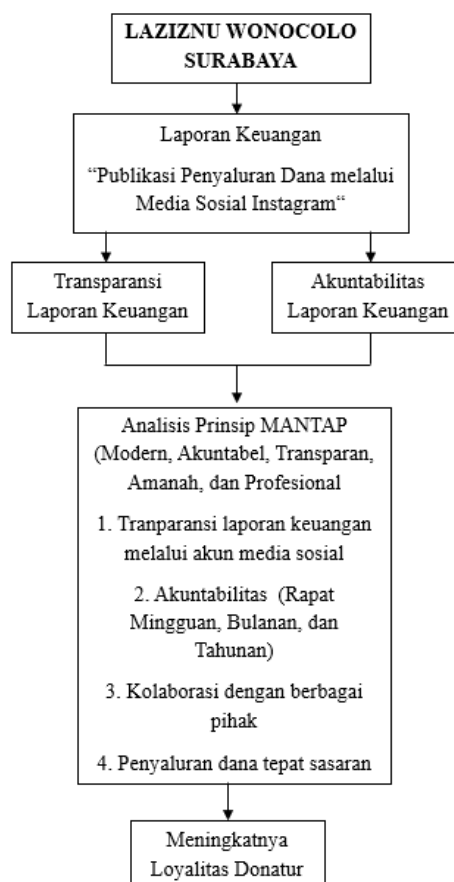 LAZIZNU WONOCOLO
SURABAYA
Laporan Keuangan
“Publikasi Penyaluran Dana melalui
Media Sosial Instagram“
Transparansi
Laporan Keuangan
Akuntabilitas
Laporan Keuangan
Analisis Prinsip MANTAP
(Modern, Akuntabel, Transparan,
Amanah, dan Profesional
1. Tranparansi laporan keuangan
melalui akun media sosial
2. Akuntabilitas (Rapat
Mingguan, Bulanan, dan
Tahunan)
3. Kolaborasi dengan berbagai
pihak
4. Penyaluran dana tepat sasaran
Meningkatnya
Loyalitas Donatur